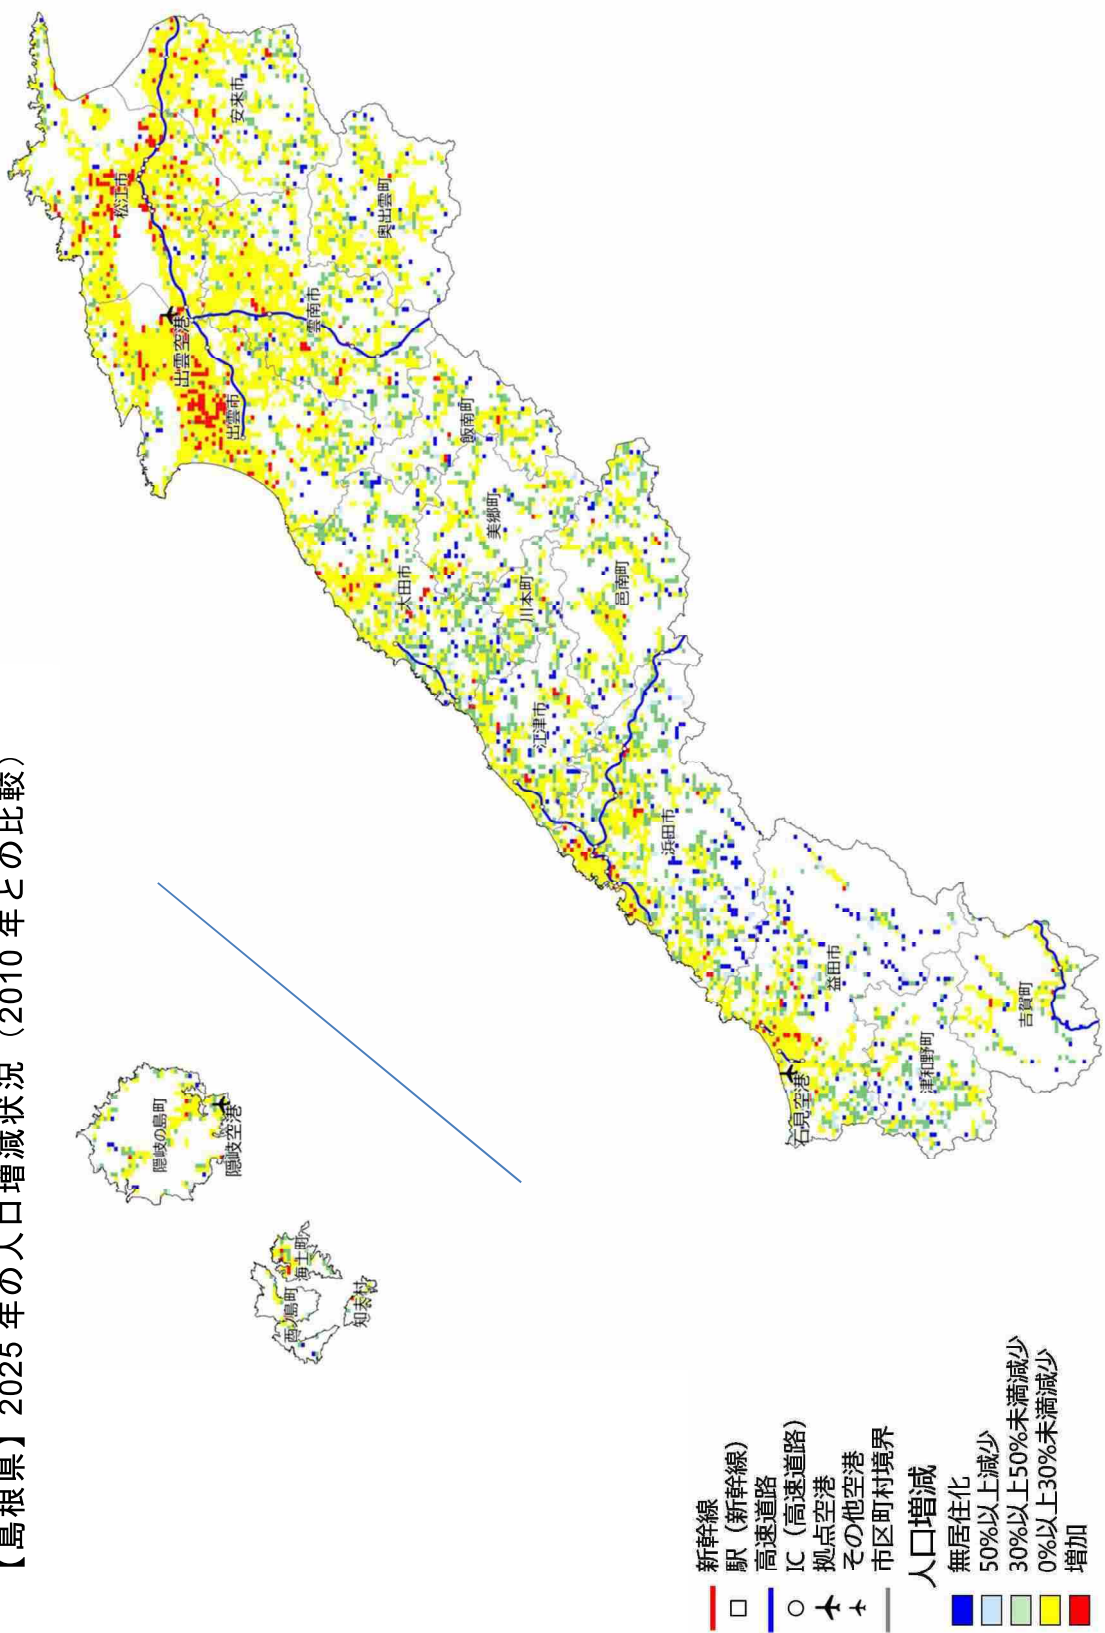 【島根県】2025年の人口増減状況（2010年との比較）
隠岐の島町
隠岐空港
海士町
西ノ島町
知夫村
松江市
安来市
出雲空港
出雲市
雲南市
奥出雲町
飯南町
美郷町
大田市
川本町
邑南町
江津市
浜田市
益田市
石見空港
津和野町
吉賀町
新幹線
駅（新幹線）
高速道路
IC（高速道路）
拠点空港
その他空港
市区町村境界
人口増減
無居住化
50%以上減少
30%以上50%未満減少
0%以上30%未満減少
増加